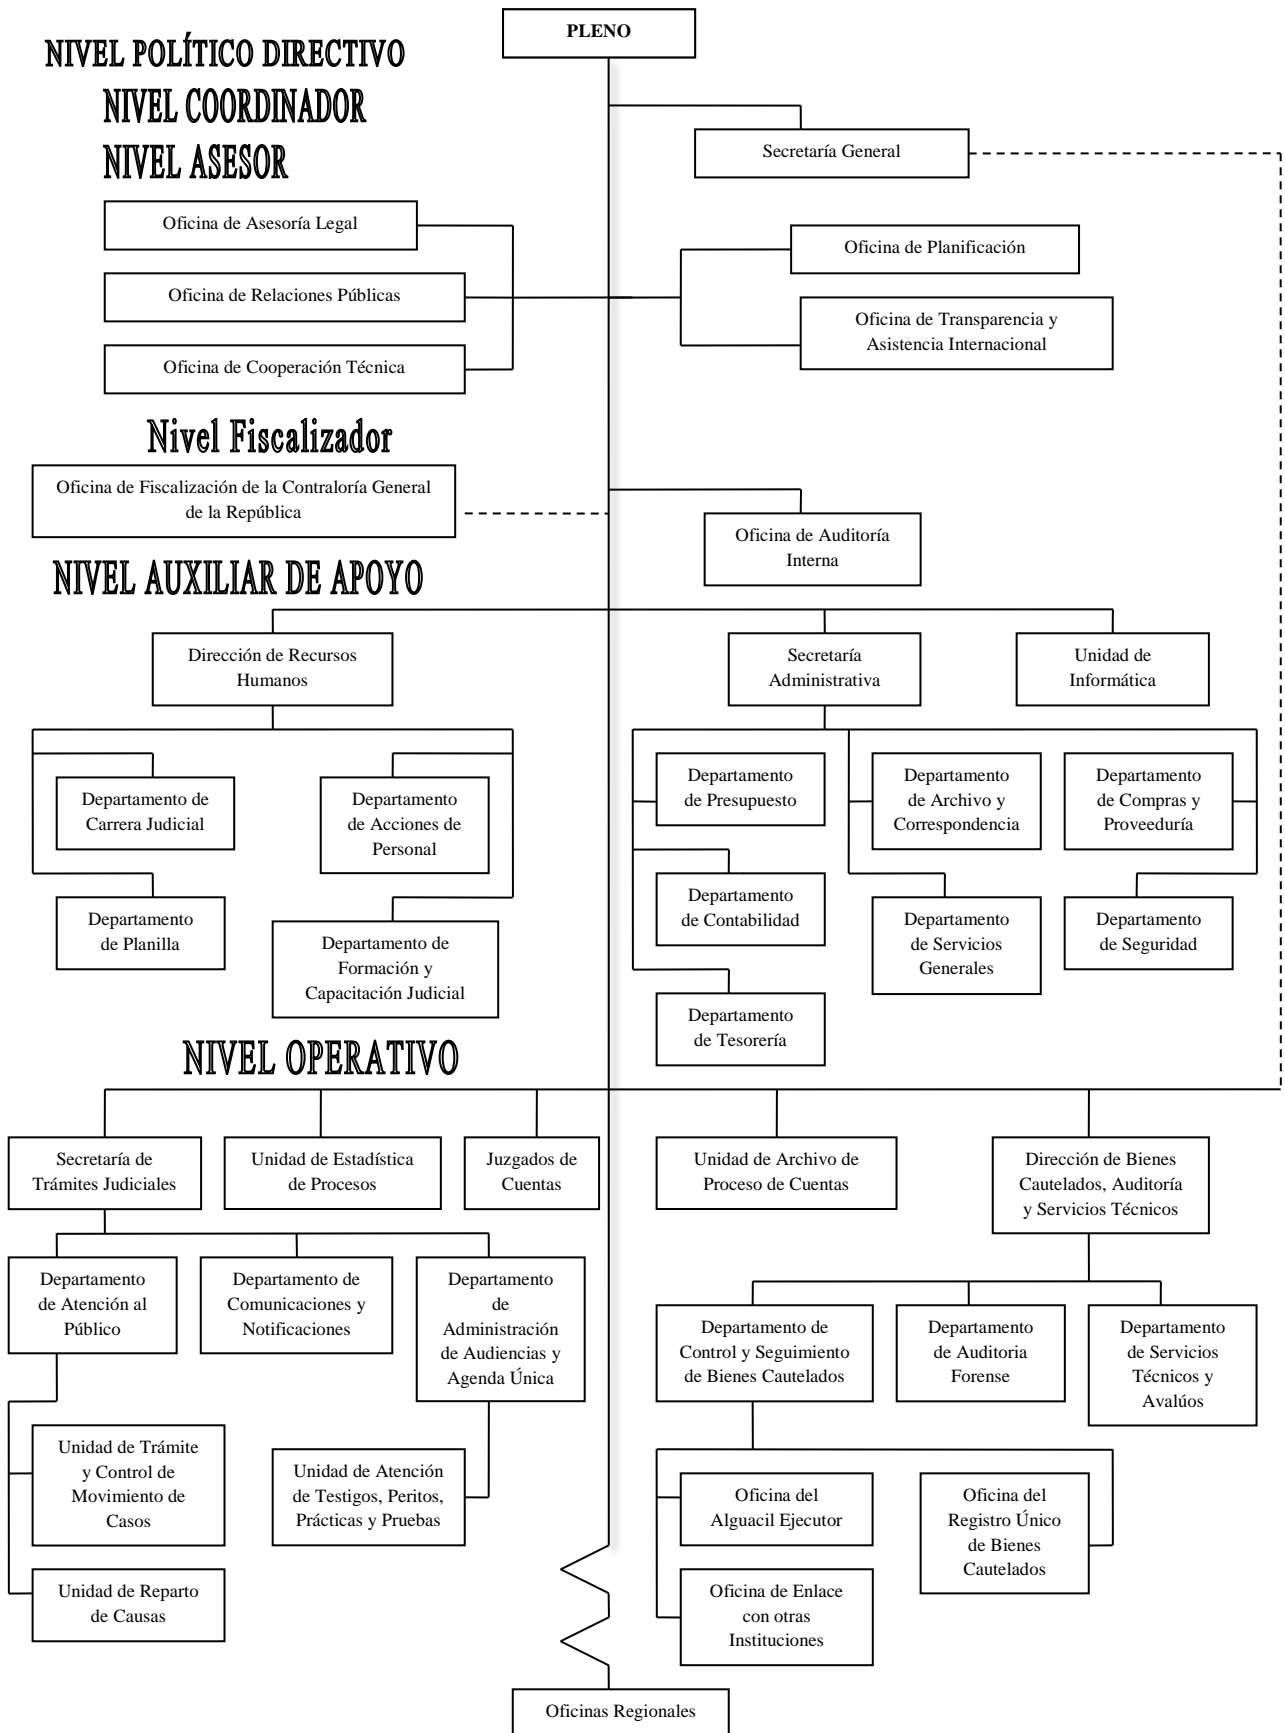 PLENO
NIVEL POLÍTICO DIRECTIVO
NIVEL COORDINADOR
NIVEL ASESOR
Secretaría General
Oficina de Asesoría Legal
Oficina de Relaciones Públicas
Oficina de Cooperación Técnica
Oficina de Planificación
Oficina de Transparencia y
Asistencia Internacional
Nivel Fiscalizador
Oficina de Fiscalización de la Contraloría General
de la República
Oficina de Auditoría
Interna
NIVEL AUXILIAR DE APOYO
Dirección de Recursos
Humanos
Secretaría
Administrativa
Unidad de
Informática
Departamento de
Carrera Judicial
Departamento
de Acciones de
Personal
Departamento
de Planilla
Departamento de
Formación y
Capacitación Judicial
Departamento
de Presupuesto
Departamento
de Archivo y
Correspondencia
Departamento
de Compras y
Proveeduría
Departamento
de Contabilidad
Departamento
de Servicios
Generales
Departamento
de Seguridad
Departamento
de Tesorería
NIVEL OPERATIVO
Secretaría de
Trámites Judiciales
Unidad de Estadística
de Procesos
Juzgados de
Cuentas
Unidad de Archivo de
Proceso de Cuentas
Dirección de Bienes
Cautelados, Auditoría
y Servicios Técnicos
Departamento
de Atención al
Público
Departamento de
Comunicaciones y
Notificaciones
Departamento
de
Administración
de Audiencias y
Agenda Única
Departamento de
Control y Seguimiento
de Bienes Cautelados
Departamento
de Auditoria
Forense
Departamento
de Servicios
Técnicos y
Avalúos
Unidad de Trámite
y Control de
Movimiento de
Casos
Unidad de Atención
de Testigos, Peritos,
Prácticas y Pruebas
Oficina del
Alguacil Ejecutor
Oficina del
Registro Único
de Bienes
Cautelados
Unidad de Reparto
de Causas
Oficina de Enlace
con otras
Instituciones
Oficinas Regionales